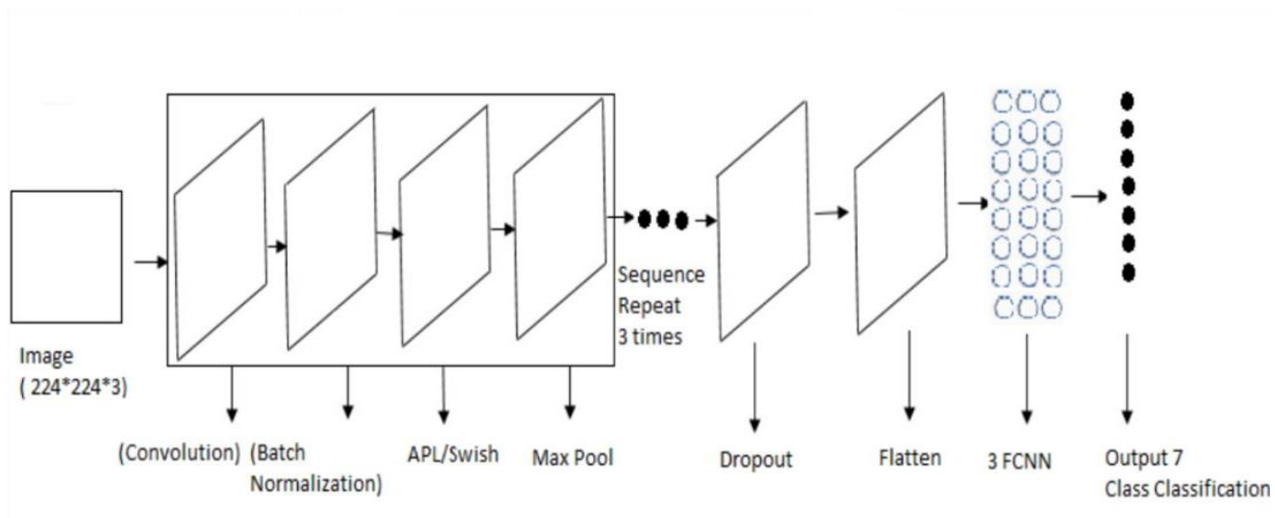 Image
( 224*224*3)
(Convolution)
(Batch
Normalization)
APL/Swish
Max Pool
Sequence
Repeat
3 times
Dropout
Flatten
3 FCNN
Output 7
Class Classification